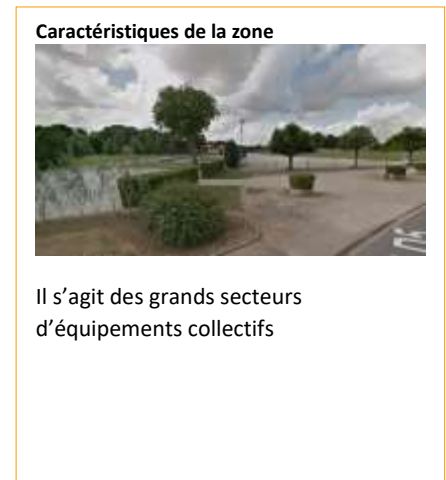 Caractéristiques de la zone
Il s’agit des grands secteurs
d’équipements collectifs